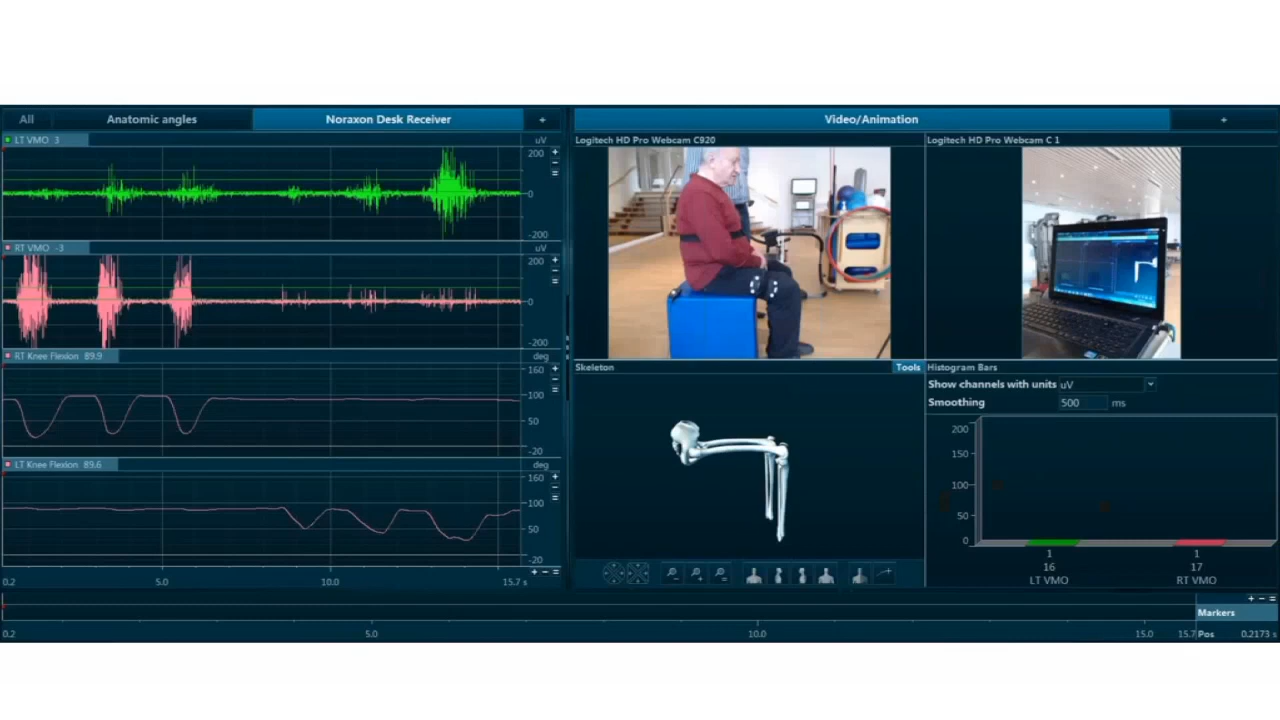 All
Anatomic angles
Noraxon Desk Receiver
+
LT VMO 3
uV
200
0
-200
RT VMO -3
uV
200
0
-200
RT Knee Flexion 89.9
deg
160
100
50
-20
LT Knee Flexion 89.6
deg
160
100
50
-20
0.2 5.0 10.0 15.7 s
Video/Animation
+
Logitech HD Pro Webcam C920
Logitech HD Pro Webcam C 1
Skeleton
Tools
Histogram Bars
Show channels with units uV
Smoothing 500 ms
200
150
100
50
0
1 1
16 17
LT VMO RT VMO
+ - =
Markers
0.2 5.0 10.0 15.0 15.7
Pos 0.2173 s